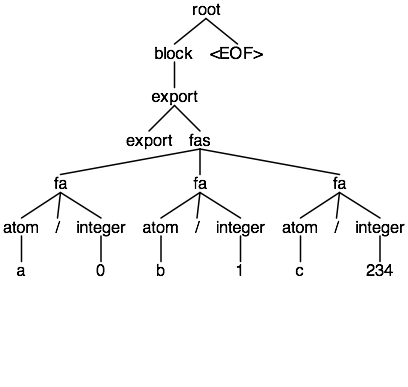 root
block <EOF>
export
export fas
fa fa fa
atom / integer atom / integer atom / integer
a 0 b 1 c 234